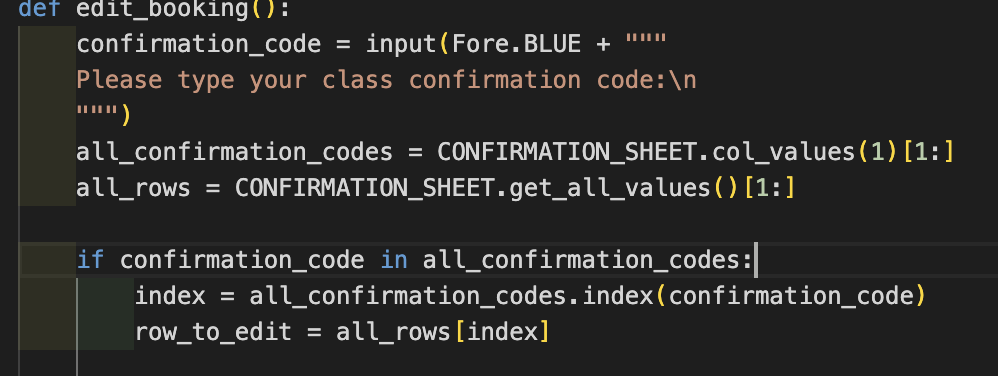 def edit_booking():
    confirmation_code = input(Fore.BLUE + """
    Please type your class confirmation code:\n
    """)
    all_confirmation_codes = CONFIRMATION_SHEET.col_values(1)[1:]
    all_rows = CONFIRMATION_SHEET.get_all_values()[1:]
    if confirmation_code in all_confirmation_codes:
        index = all_confirmation_codes.index(confirmation_code)
        row_to_edit = all_rows[index]